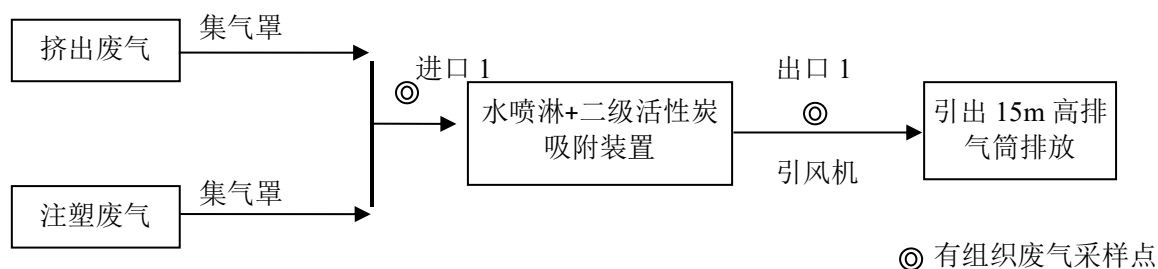 挤出废气
集气罩
进口 1
◎
水喷淋+二级活性炭
吸附装置
出口 1
◎
引风机
引出 15m 高排
气筒排放
注塑废气
集气罩
◎ 有组织废气采样点